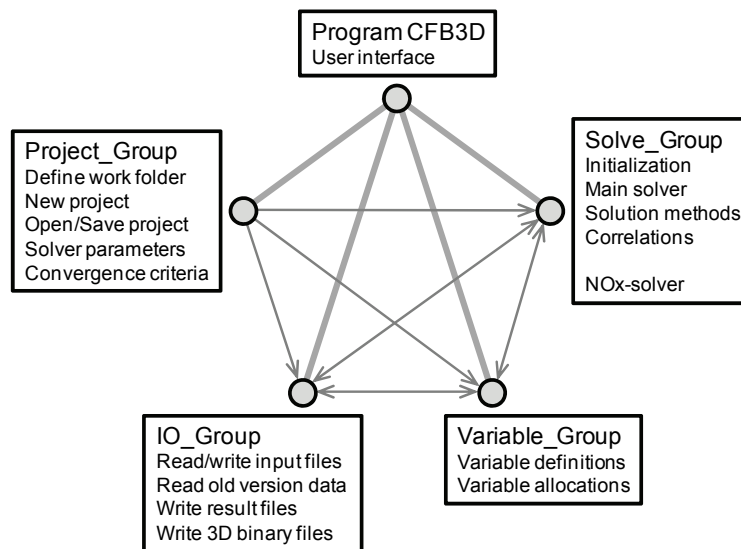 Program CFB3D
User interface
Project_Group
Define work folder
New project
Open/Save project
Solver parameters
Convergence criteria
Solve_Group
Initialization
Main solver
Solution methods
Correlations
NOx-solver
IO_Group
Read/write input files
Read old version data
Write result files
Write 3D binary files
Variable_Group
Variable definitions
Variable allocations